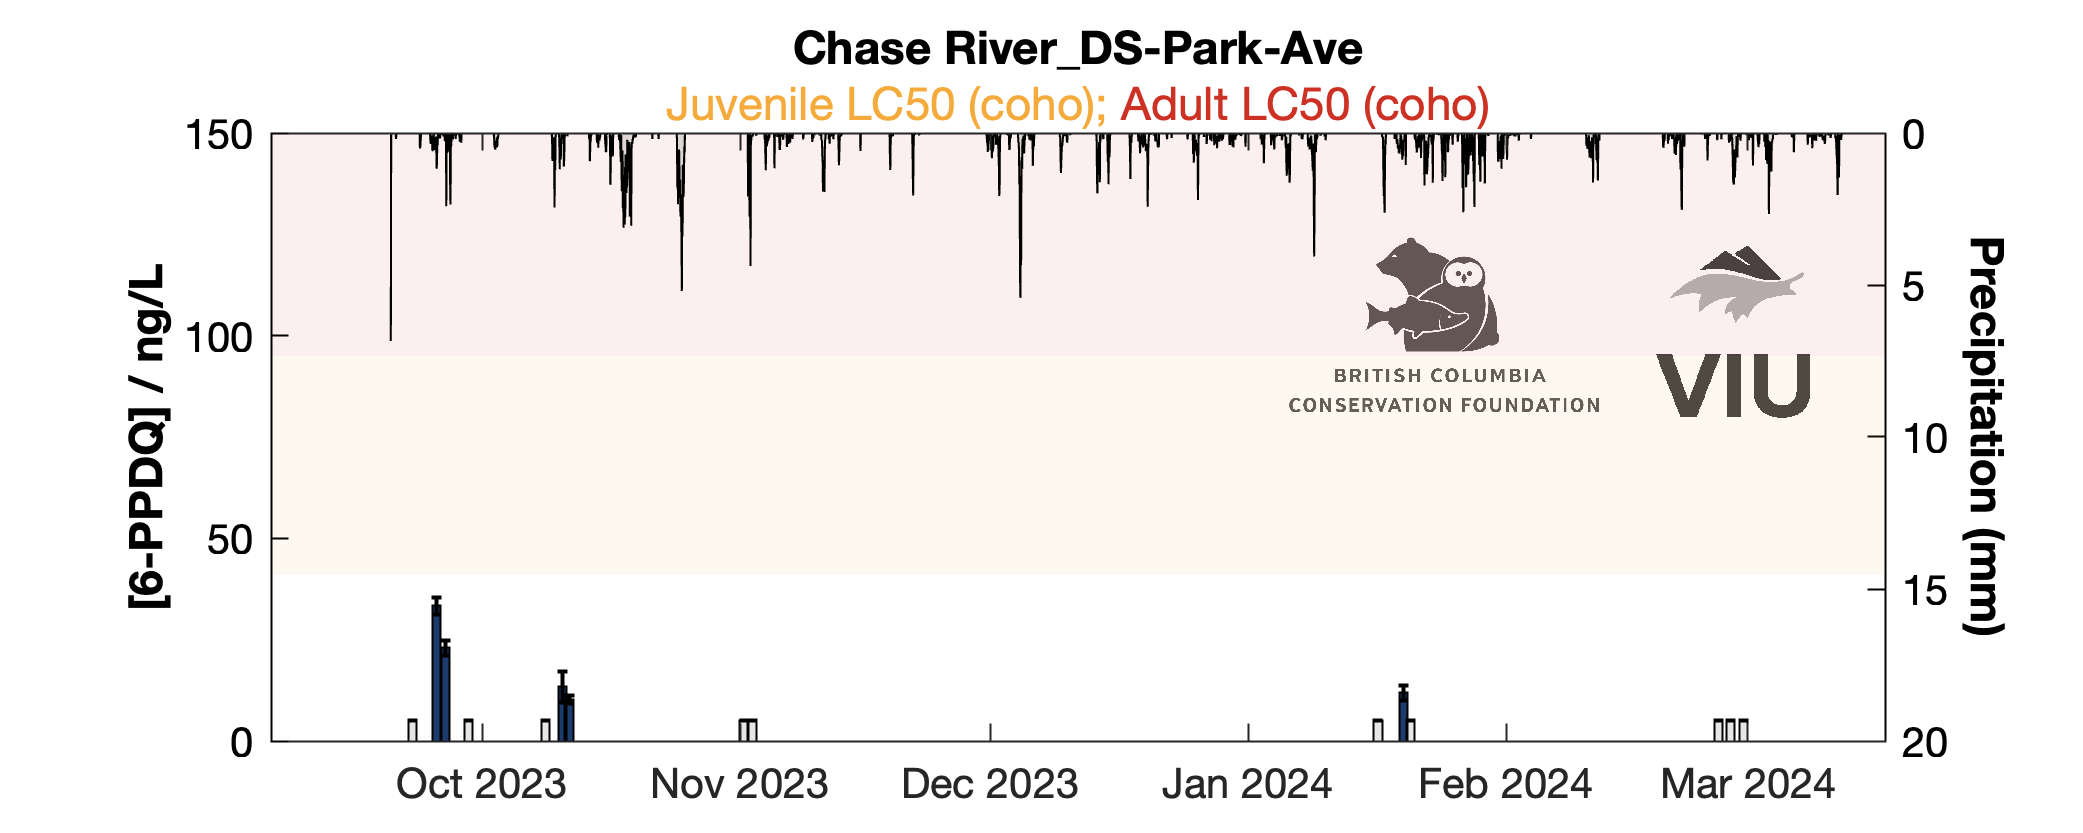 Chase River_DS-Park-Ave
Juvenile LC50 (coho); Adult LC50 (coho)
150
100
50
0
[6-PPDQ] / ng/L
0
5
10
15
20
Precipitation (mm)
BRITISH COLUMBIA
CONSERVATION FOUNDATION
VIU
Oct 2023
Nov 2023
Dec 2023
Jan 2024
Feb 2024
Mar 2024